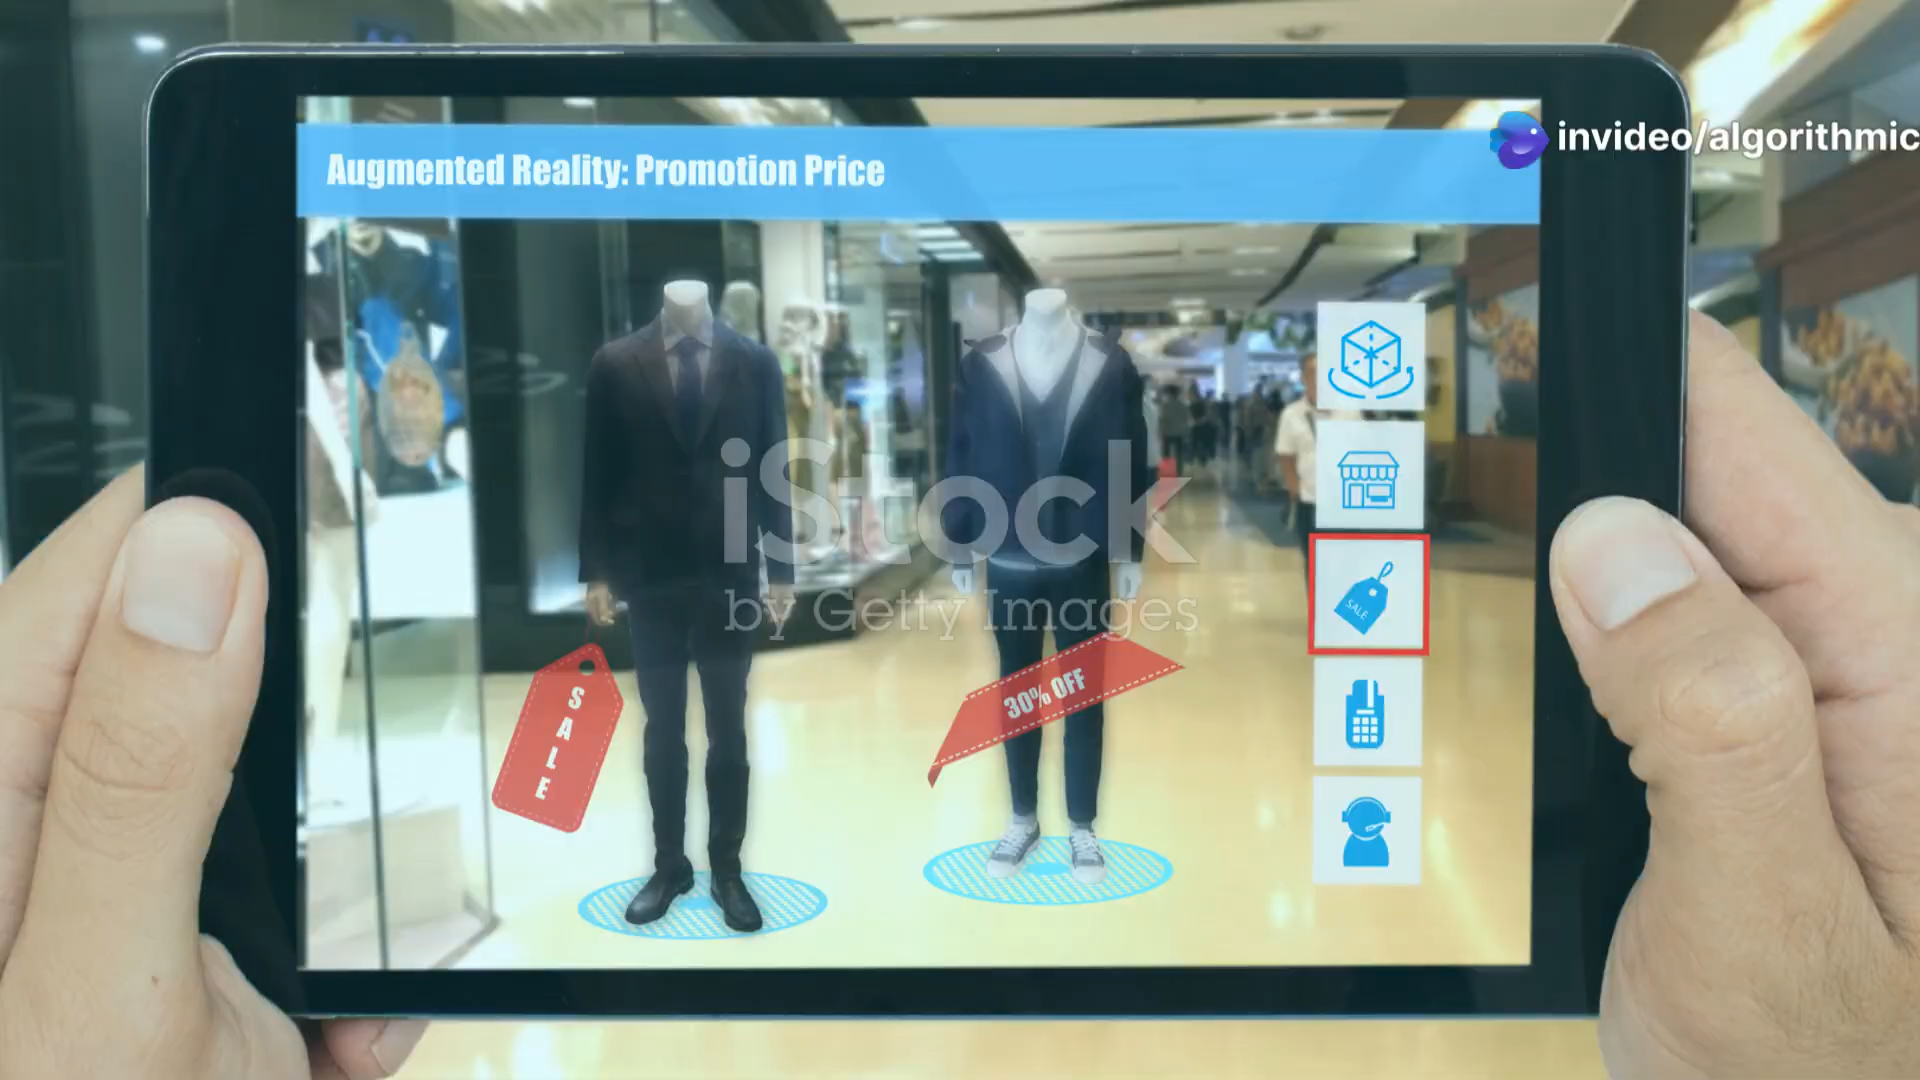 invideo/algorithmic
Augmented Reality: Promotion Price
iStock
by Getty Images
SALE
SALE
30% OFF